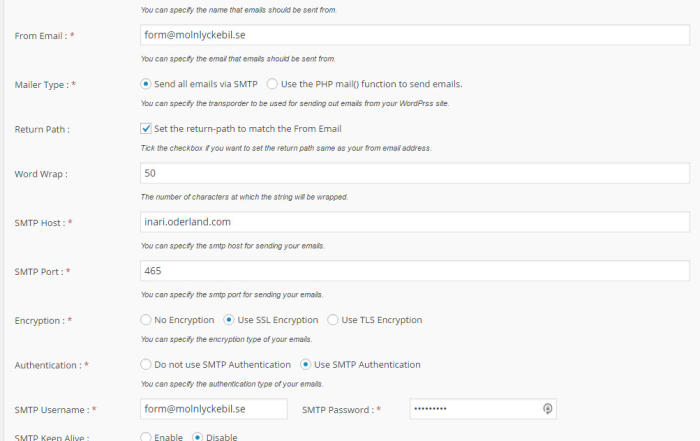 You can specify the name that emails should be sent from.
From Email : * form@molnlyckebil.se
You can specify the email that emails should be sent from.
Mailer Type : * Send all emails via SMTP Use the PHP mail() function to send emails.
You can specify the transporder to be used for sending out emails from your WordPrss site.
Return Path : Set the return-path to match the From Email
Tick the checkbox if you want to set the return path same as your from email address.
Word Wrap : 50
The number of characters at which the string will be wrapped.
SMTP Host : * inari.oderland.com
You can specify the smtp host for sending your emails.
SMTP Port : * 465
You can specify the smtp port for sending your emails.
Encryption : * No Encryption Use SSL Encryption Use TLS Encryption
You can specify the encryption type of your emails.
Authentication : * Do not use SMTP Authentication Use SMTP Authentication
You can specify the authentication type of your emails.
SMTP Username : * form@molnlyckebil.se SMTP Password : * •••••••••
SMTP Keep Alive : Enable Disable